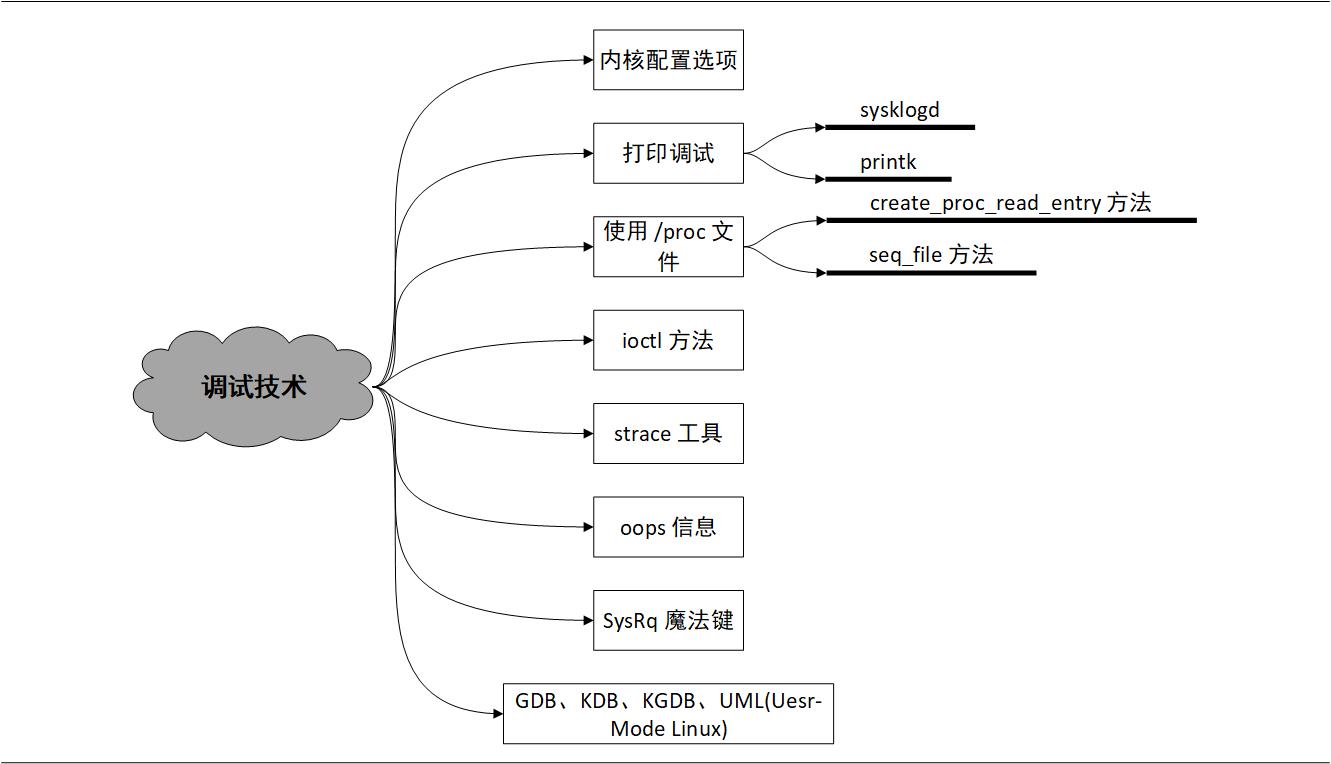 调试技术
内核配置选项
打印调试
sysklogd
printk
使用 /proc 文
件
create_proc_read_entry 方法
seq_file 方法
ioctl 方法
strace 工具
oops 信息
SysRq 魔法键
GDB、KDB、KGDB、UML(Uesr-
Mode Linux)